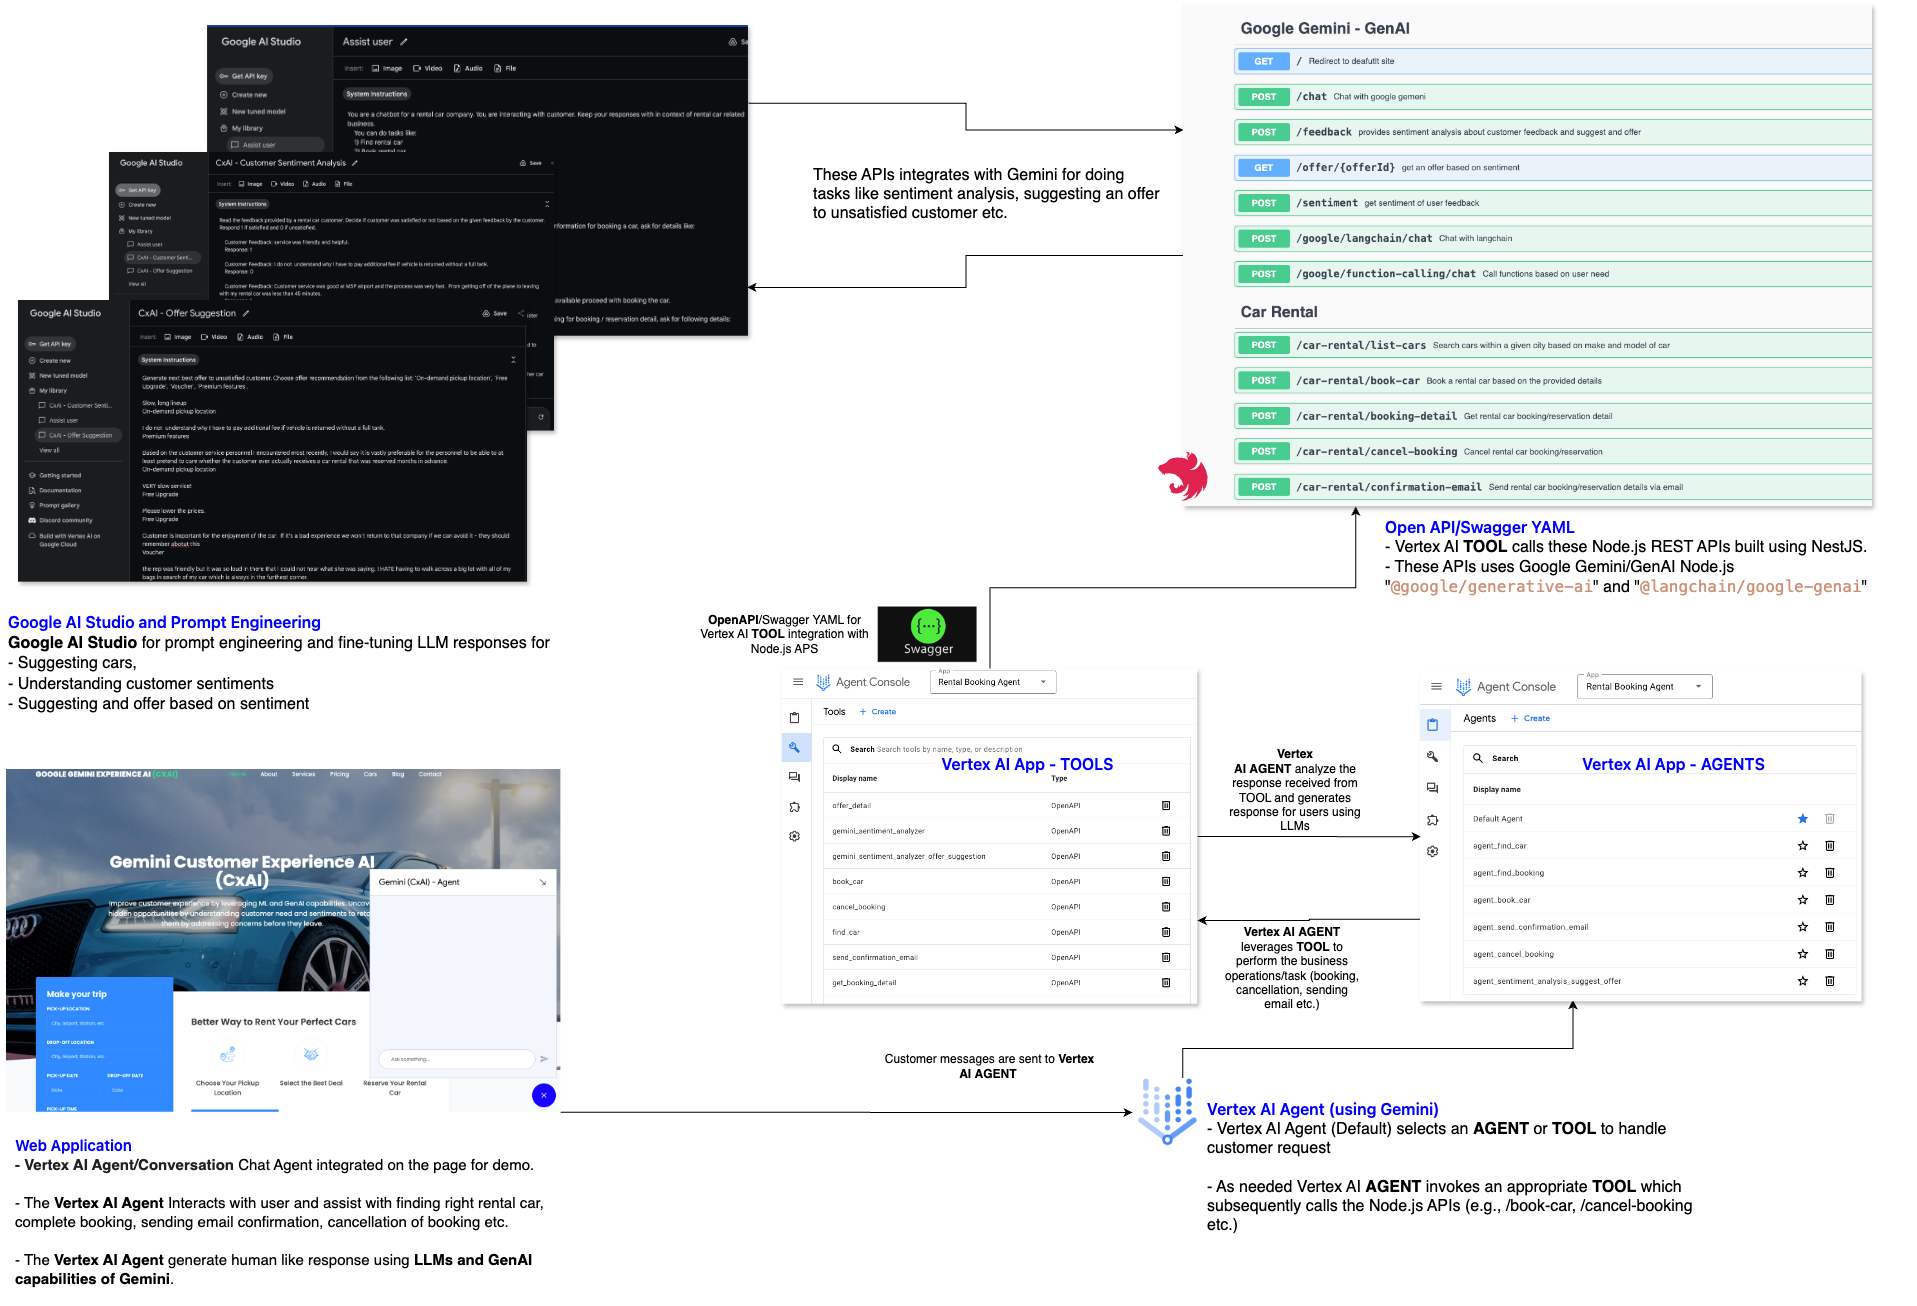 Google AI Studio
Assist user
Get API key
Create new
New tuned model
My library
Assist user
Insert: Image Video Audio File
System Instructions
You are a chatbot for a rental car company. You are interacting with customer. Keep your responses with in context of rental car related
business.
You can do tasks like:
1) Find rental car
Google AI Studio
CxAI - Customer Sentiment Analysis
Save
Get API key
Create new
New tuned model
My library
Assist user
CxAI - Customer Senti...
CxAI - Offer Suggestion
View all
Insert: Image Video Audio File
System Instructions
Read the feedback provided by a rental car customer. Decide if customer was satisfied or not based on the given feedback by the customer.
Respond 1 if satisfied and 0 if unsatisfied.
Customer Feedback: service was friendly and helpful.
Response: 1
Customer Feedback: I do not understand why I have to pay additional fee if vehicle is returned without a full tank.
Response: 0
Customer Feedback: Customer service was good at MSP airport and the process was very fast. From getting off of the plane to leaving
with my rental car was less than 45 minutes.
formation for booking a car, ask for details like:
available proceed with booking the car.
ing for booking / reservation detail, ask for following details:
Google AI Studio
CxAI - Offer Suggestion
Save
Get API key
Create new
New tuned model
My library
CxAI - Customer Senti...
Assist user
CxAI - Offer Suggestion
View all
Getting started
Documentation
Prompt gallery
Discord community
Build with Vertex AI on
Google Cloud
Insert: Image Video Audio File
System Instructions
Generate next best offer to unsatisfied customer. Choose offer recommendation from the following list: 'On-demand pickup location', 'Free
Upgrade', 'Voucher', 'Premium features'.
Slow, long lineup
On-demand pickup location
I do not understand why I have to pay additional fee if vehicle is returned without a full tank.
Premium features
Based on the customer service personnel I encountered most recently, I would say it is vastly preferable for the personnel to be able to at
least pretend to care whether the customer ever actually receives a car rental that was reserved months in advance.
On-demand pickup location
VERY slow service!
Free Upgrade
Please lower the prices.
Free Upgrade
Customer is important for the enjoyment of the car. If it's a bad experience we won't return to that company if we can avoid it - they should
remember abotut this
Voucher
the rep was friendly but it was so loud in there that I could not hear what she was saying. I HATE having to walk across a big lot with all of my
bags in search of my car which is always in the furthest corner.
These APIs integrates with Gemini for doing
tasks like sentiment analysis, suggesting an offer
to unsatisfied customer etc.
Google Gemini - GenAI
GET / Redirect to deafutlt site
POST /chat Chat with google gemeni
POST /feedback provides sentiment analysis about customer feedback and suggest and offer
GET /offer/{offerId} get an offer based on sentiment
POST /sentiment get sentiment of user feedback
POST /google/langchain/chat Chat with langchain
POST /google/function-calling/chat Call functions based on user need
Car Rental
POST /car-rental/list-cars Search cars within a given city based on make and model of car
POST /car-rental/book-car Book a rental car based on the provided details
POST /car-rental/booking-detail Get rental car booking/reservation detail
POST /car-rental/cancel-booking Cancel rental car booking/reservation
POST /car-rental/confirmation-email Send rental car booking/reservation details via email
Open API/Swagger YAML
- Vertex AI TOOL calls these Node.js REST APIs built using NestJS.
- These APIs uses Google Gemini/GenAI Node.js
"@google/generative-ai" and "@langchain/google-genai"
Google AI Studio and Prompt Engineering
Google AI Studio for prompt engineering and fine-tuning LLM responses for
- Suggesting cars,
- Understanding customer sentiments
- Suggesting and offer based on sentiment
OpenAPI/Swagger YAML for
Vertex AI TOOL integration with
Node.js APS
{...}
Swagger
Agent Console
App
Rental Booking Agent
Tools + Create
Search Search tools by name, type, or description
Vertex AI App - TOOLS
Display name Type
offer_detail OpenAPI
gemini_sentiment_analyzer OpenAPI
gemini_sentiment_analyzer_offer_suggestion OpenAPI
book_car OpenAPI
cancel_booking OpenAPI
find_car OpenAPI
send_confirmation_email OpenAPI
get_booking_detail OpenAPI
Vertex
AI AGENT analyze the
response received from
TOOL and generates
response for users using
LLMs
Vertex AI AGENT
leverages TOOL to
perform the business
operations/task (booking,
cancellation, sending
email etc.)
Agent Console
App
Rental Booking Agent
Agents + Create
Search
Vertex AI App - AGENTS
Display name
Default Agent
agent_find_car
agent_find_booking
agent_book_car
agent_send_confirmation_email
agent_cancel_booking
agent_sentiment_analysis_suggest_offer
GOOGLE GEMINI EXPERIENCE AI (CXAI)
Home About Services Pricing Cars Blog Contact
Gemini Customer Experience AI
(CxAI)
Improve customer experience by leveraging ML and GenAI capabilities. Uncov
hidden opportunities by understanding customer need and sentiments to reta
them by addressing concerns before they leave.
Gemini (CxAI) - Agent
Ask something...
Make your trip
PICK-UP LOCATION
City, Airport, Station, etc
DROP-OFF LOCATION
City, Airport, Station, etc
PICK-UP DATE DROP-OFF DATE
Date Date
PICK-UP TIME
Better Way to Rent Your Perfect Cars
Choose Your Pickup
Location
Select the Best Deal
Reserve Your Rental
Car
Customer messages are sent to Vertex
AI AGENT
Vertex AI Agent (using Gemini)
- Vertex AI Agent (Default) selects an AGENT or TOOL to handle
customer request
- As needed Vertex AI AGENT invokes an appropriate TOOL which
subsequently calls the Node.js APIs (e.g., /book-car, /cancel-booking
etc.)
Web Application
- Vertex AI Agent/Conversation Chat Agent integrated on the page for demo.
- The Vertex AI Agent Interacts with user and assist with finding right rental car,
complete booking, sending email confirmation, cancellation of booking etc.
- The Vertex AI Agent generate human like response using LLMs and GenAI
capabilities of Gemini.